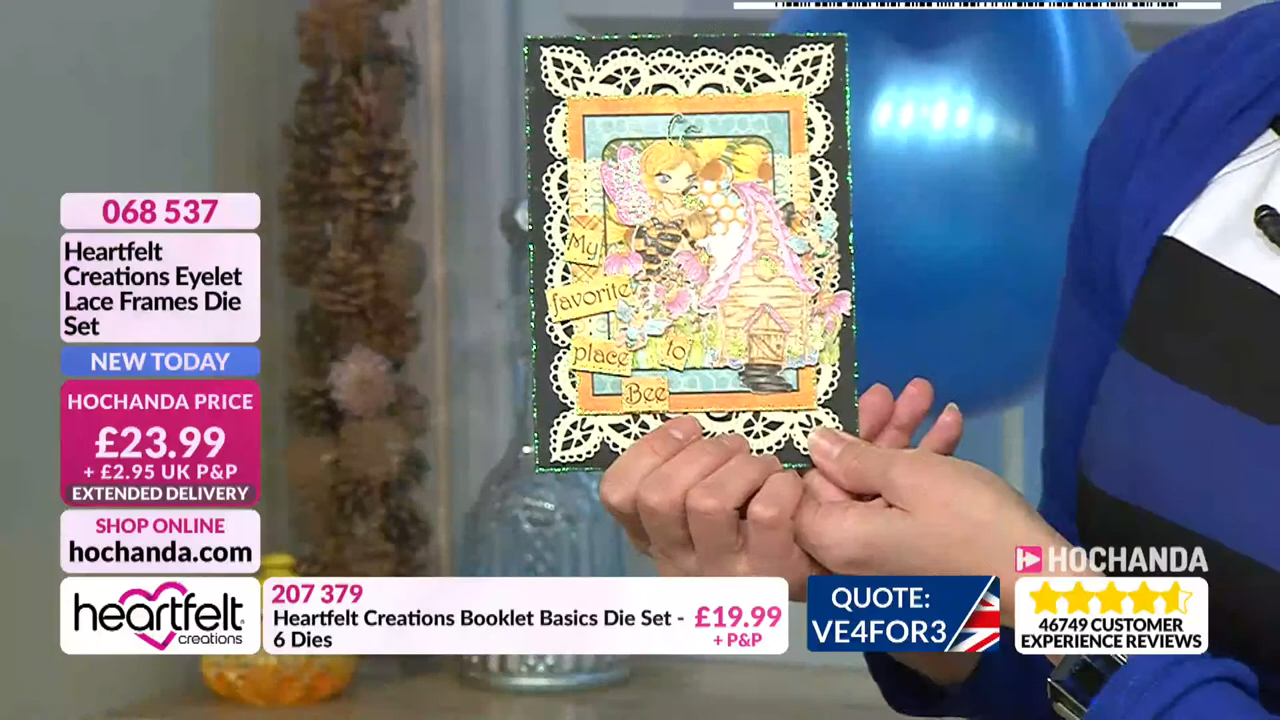 068 537
Heartfelt
Creations Eyelet
Lace Frames Die
Set
NEW TODAY
HOCHANDA PRICE
£23.99
+ £2.95 UK P&P
EXTENDED DELIVERY
SHOP ONLINE
hochanda.com
My
favorite
place to
Bee
heartfelt
creations
207 379
Heartfelt Creations Booklet Basics Die Set -
6 Dies
£19.99
+ P&P
QUOTE:
VE4FOR3
HOCHANDA
46749 CUSTOMER
EXPERIENCE REVIEWS